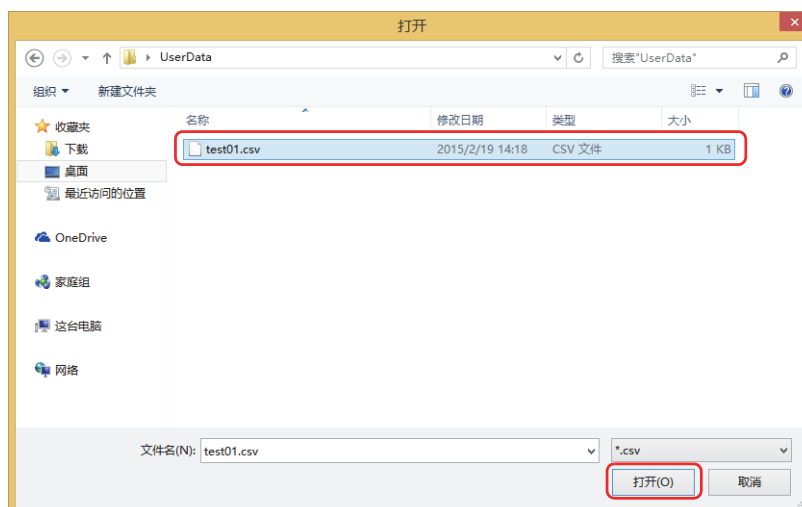 打开
UserData
搜索"UserData"
组织
新建文件夹
名称 修改日期 类型 大小
收藏夹
test01.csv 2015/2/19 14:18 CSV 文件 1 KB
下载
桌面
最近访问的位置
OneDrive
家庭组
这台电脑
网络
文件名(N): test01.csv *.csv
打开(O) 取消